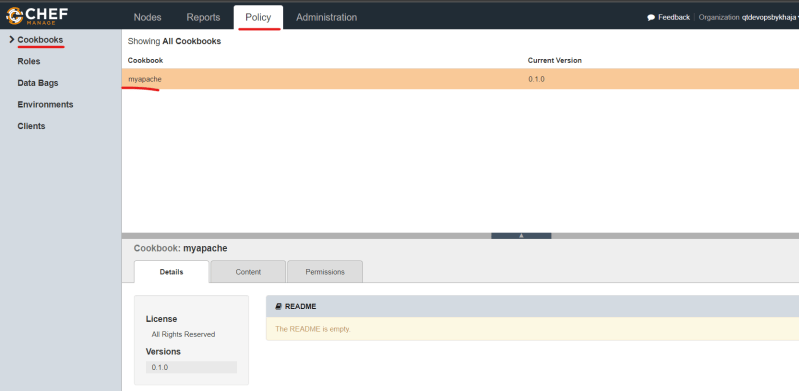 CHEF
MANAGE
Nodes Reports Policy Administration
Feedback Organization qtdevopsbykhaja
Cookbooks
Roles
Data Bags
Environments
Clients
Showing All Cookbooks
Cookbook Current Version
myapache 0.1.0
Cookbook: myapache
Details Content Permissions
License
All Rights Reserved
Versions
0.1.0
README
The README is empty.